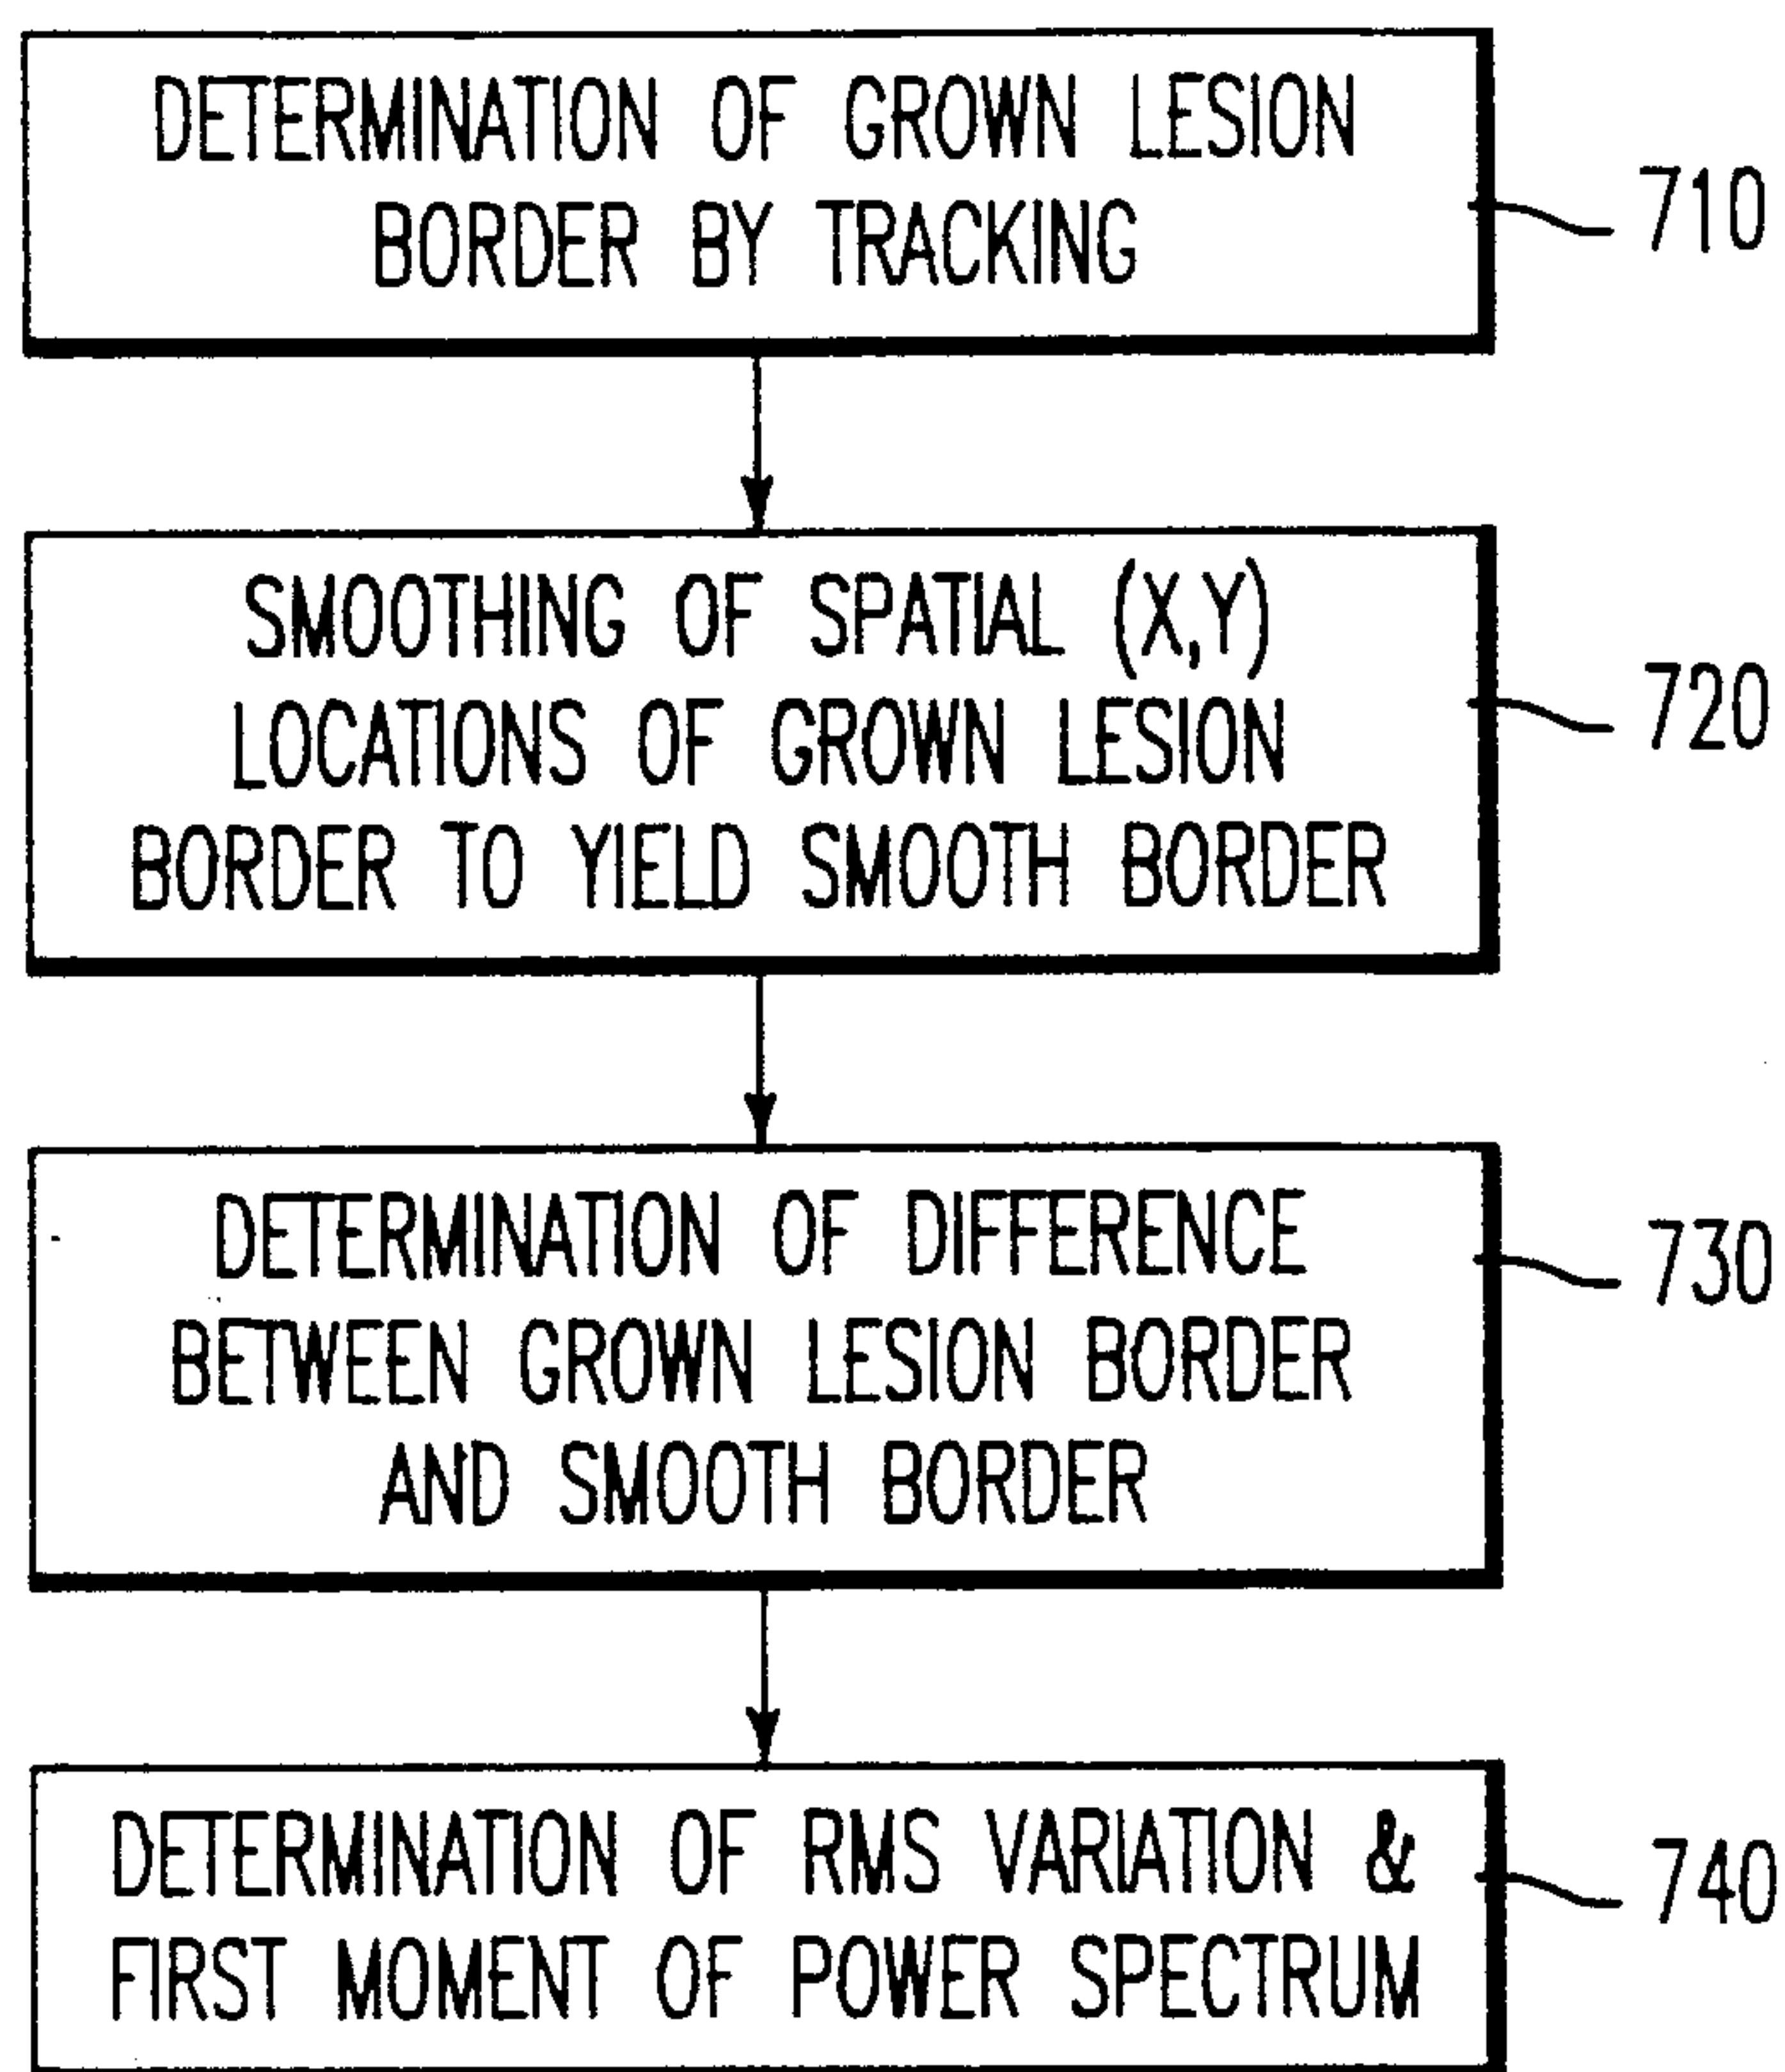 DETERMINATION OF GROWN LESION
BORDER BY TRACKING
710
SMOOTHING OF SPATIAL (X,Y)
LOCATIONS OF GROWN LESION
BORDER TO YIELD SMOOTH BORDER
720
DETERMINATION OF DIFFERENCE
BETWEEN GROWN LESION BORDER
AND SMOOTH BORDER
730
DETERMINATION OF RMS VARIATION &
FIRST MOMENT OF POWER SPECTRUM
740